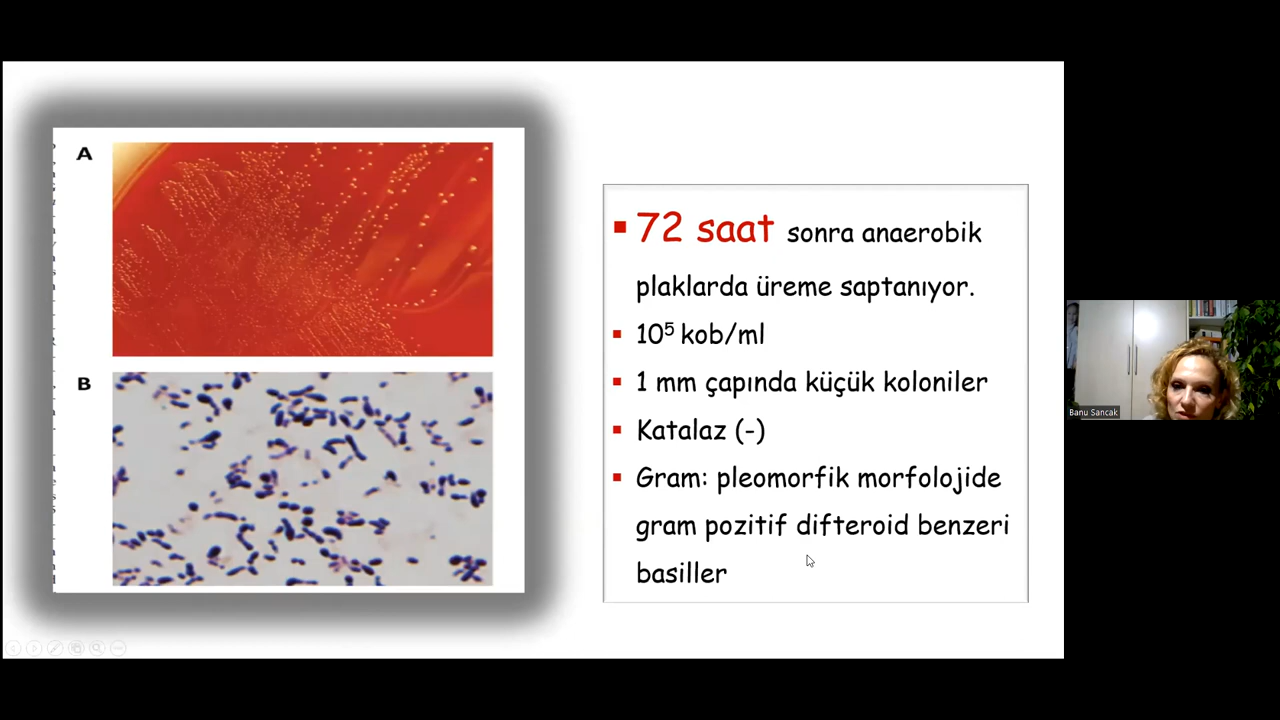 A
B
72 saat sonra anaerobik
plaklarda üreme saptanıyor.
10⁵ kob/ml
1 mm çapında küçük koloniler
Katalaz (-)
Gram: pleomorfik morfolojide
gram pozitif difteroid benzeri
basiller
Banu Sancak